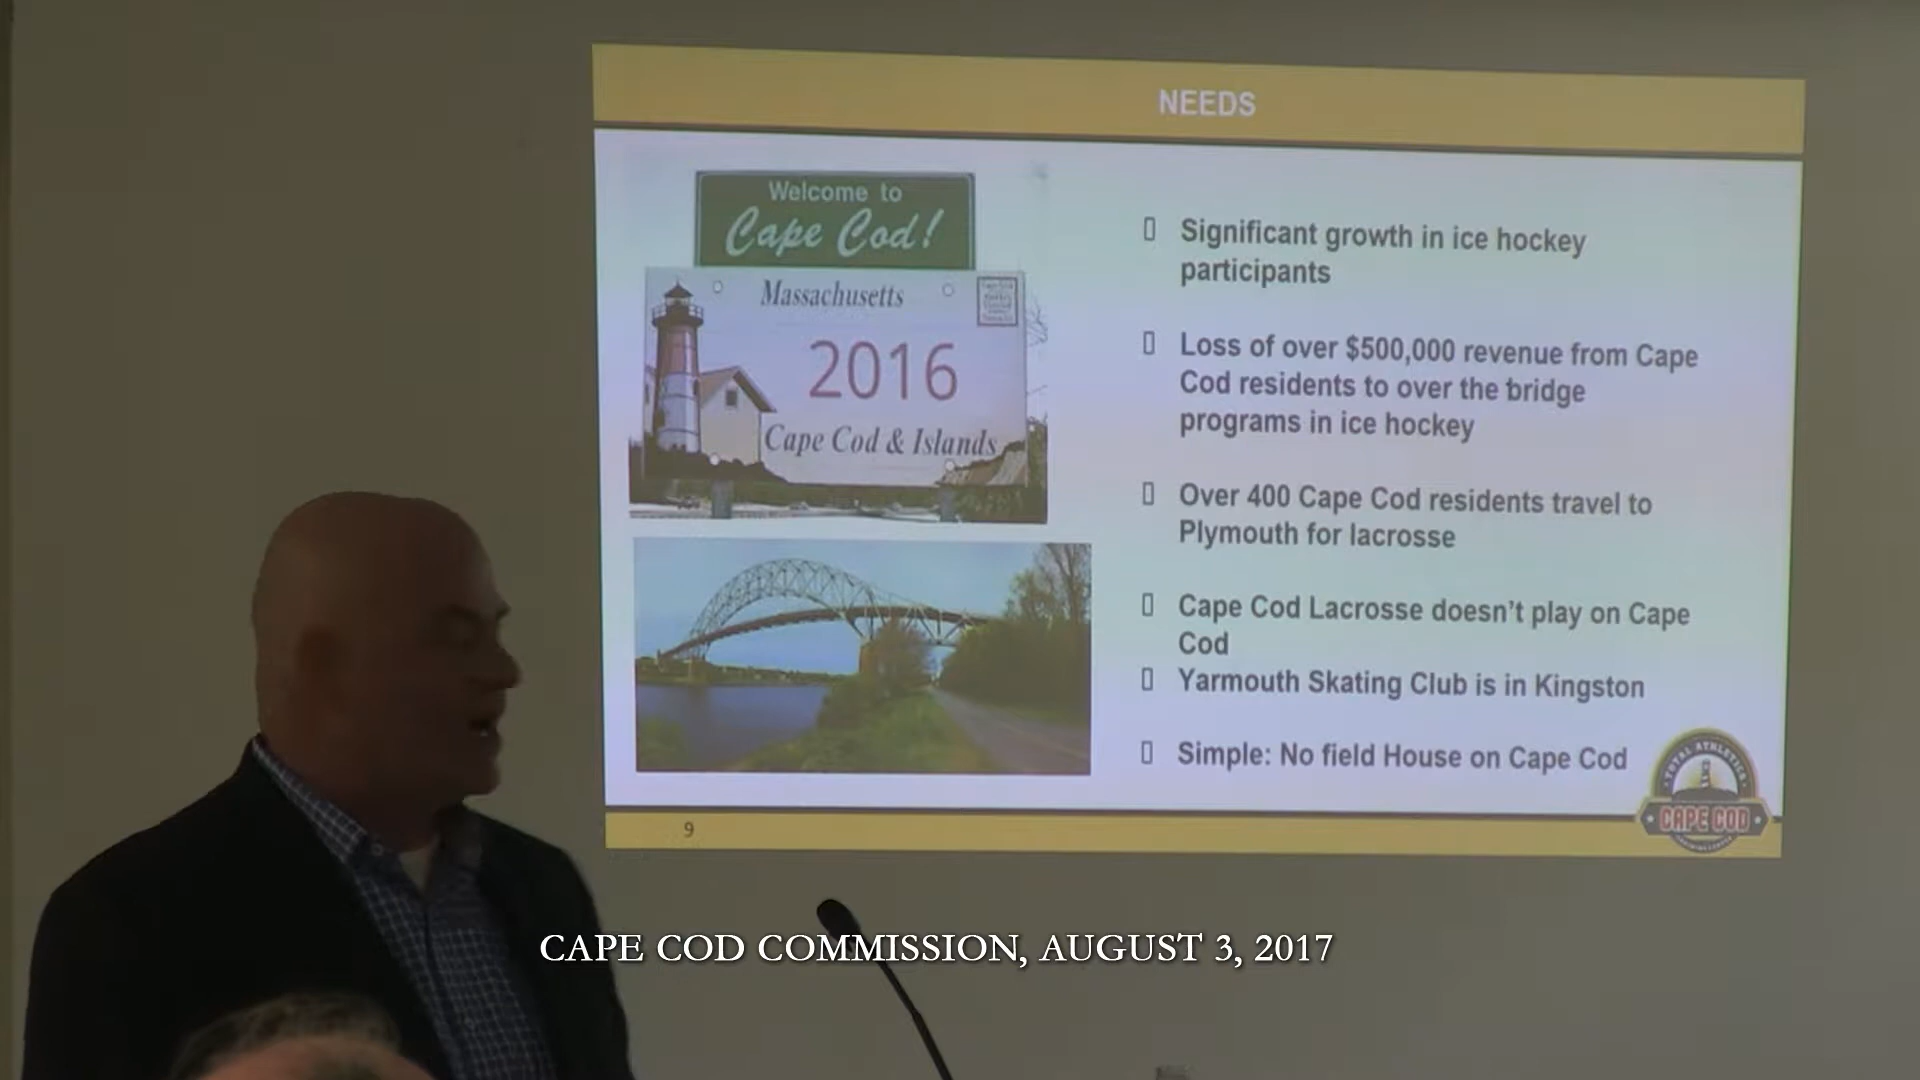 NEEDS
Welcome to
Cape Cod!
Massachusetts
2016
Cape Cod & Islands
Significant growth in ice hockey
participants
Loss of over $500,000 revenue from Cape
Cod residents to over the bridge
programs in ice hockey
Over 400 Cape Cod residents travel to
Plymouth for lacrosse
Cape Cod Lacrosse doesn't play on Cape
Cod
Yarmouth Skating Club is in Kingston
Simple: No field House on Cape Cod
TOTAL ATHLETICS
CAPE COD
9
CAPE COD COMMISSION, AUGUST 3, 2017